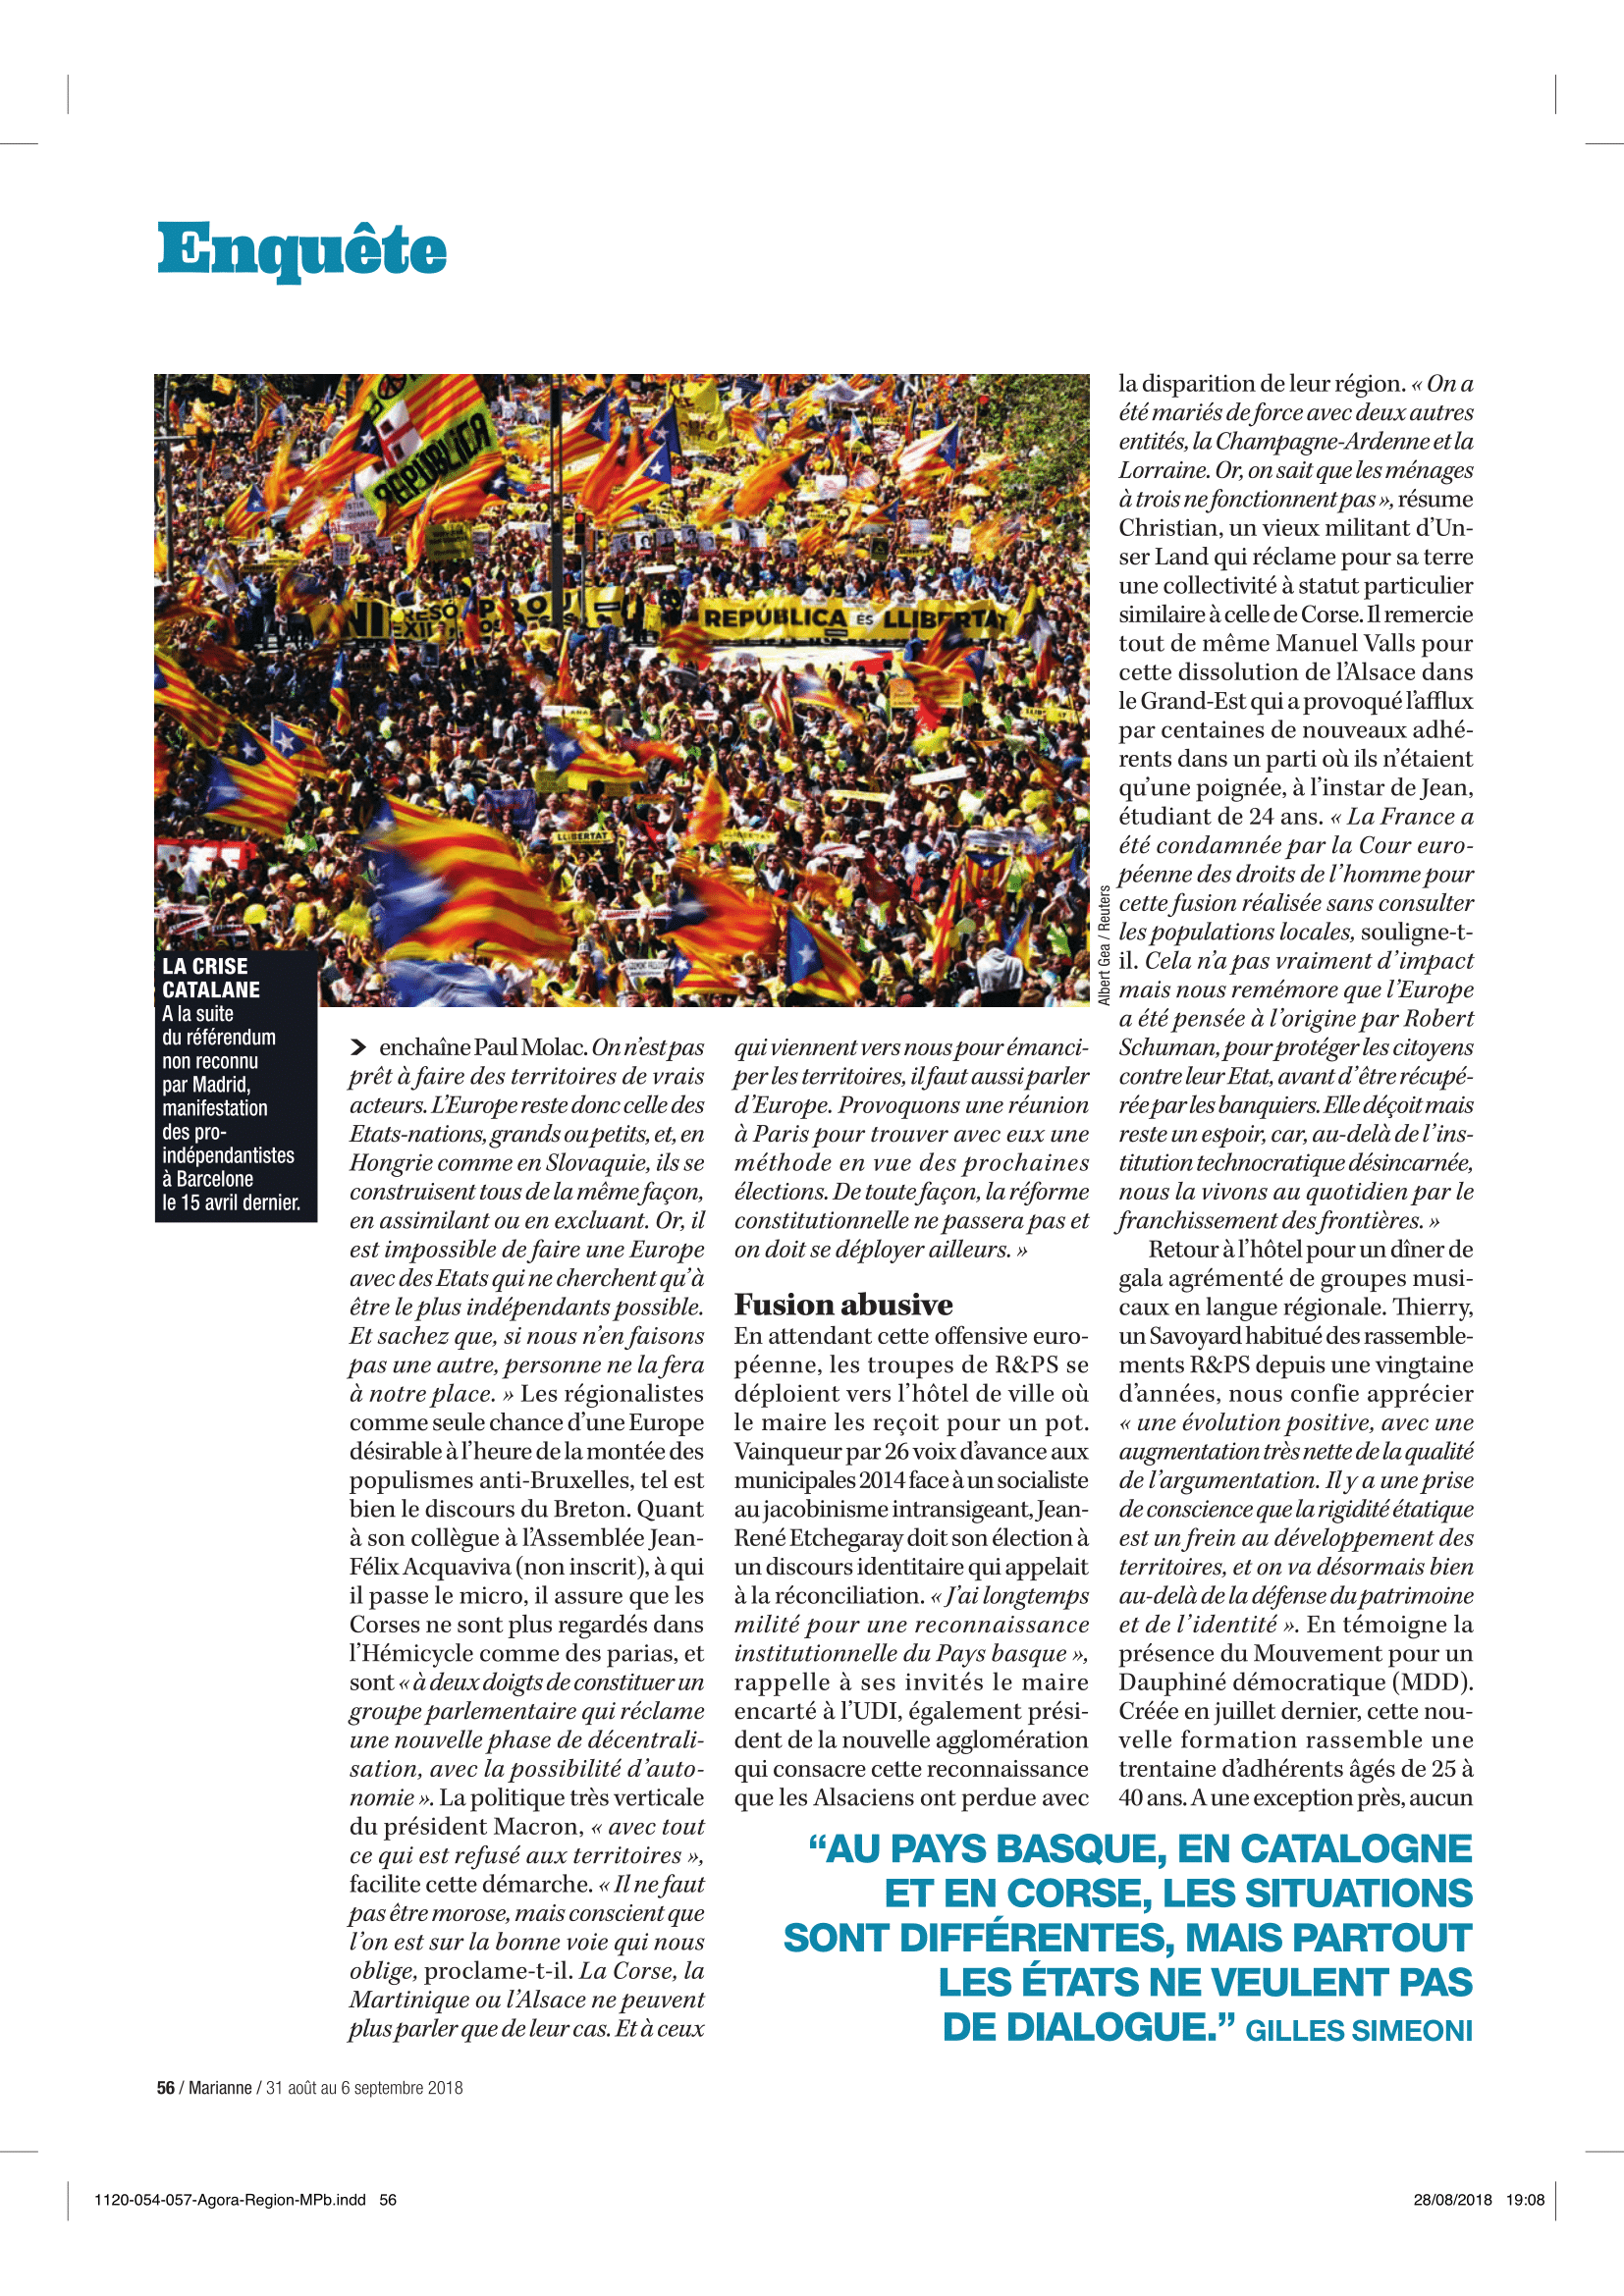 Enquête
REPÚBLICA
REPÚBLICA ES LLIBERTAT
LLIBERTAT
Albert Gea / Reuters
LA CRISE
CATALANE
A la suite
du référendum
non reconnu
par Madrid,
manifestation
des pro-
indépendantistes
à Barcelone
le 15 avril dernier.
> enchaîne Paul Molac. On n’est pas
prêt à faire des territoires de vrais
acteurs. L’Europe reste donc celle des
Etats-nations, grands ou petits, et, en
Hongrie comme en Slovaquie, ils se
construisent tous de la même façon,
en assimilant ou en excluant. Or, il
est impossible de faire une Europe
avec des Etats qui ne cherchent qu’à
être le plus indépendants possible.
Et sachez que, si nous n’en faisons
pas une autre, personne ne la fera
à notre place. » Les régionalistes
comme seule chance d’une Europe
désirable à l’heure de la montée des
populismes anti-Bruxelles, tel est
bien le discours du Breton. Quant
à son collègue à l’Assemblée Jean-
Félix Acquaviva (non inscrit), à qui
il passe le micro, il assure que les
Corses ne sont plus regardés dans
l’Hémicycle comme des parias, et
sont « à deux doigts de constituer un
groupe parlementaire qui réclame
une nouvelle phase de décentrali-
sation, avec la possibilité d’auto-
nomie ». La politique très verticale
du président Macron, « avec tout
ce qui est refusé aux territoires »,
facilite cette démarche. « Il ne faut
pas être morose, mais conscient que
l’on est sur la bonne voie qui nous
oblige, proclame-t-il. La Corse, la
Martinique ou l’Alsace ne peuvent
plus parler que de leur cas. Et à ceux
qui viennent vers nous pour émanci-
per les territoires, il faut aussi parler
d’Europe. Provoquons une réunion
à Paris pour trouver avec eux une
méthode en vue des prochaines
élections. De toute façon, la réforme
constitutionnelle ne passera pas et
on doit se déployer ailleurs. »
Fusion abusive
En attendant cette offensive euro-
péenne, les troupes de R&PS se
déploient vers l’hôtel de ville où
le maire les reçoit pour un pot.
Vainqueur par 26 voix d’avance aux
municipales 2014 face à un socialiste
au jacobinisme intransigeant, Jean-
René Etchegaray doit son élection à
un discours identitaire qui appelait
à la réconciliation. « J’ai longtemps
milité pour une reconnaissance
institutionnelle du Pays basque »,
rappelle à ses invités le maire
encarté à l’UDI, également prési-
dent de la nouvelle agglomération
qui consacre cette reconnaissance
que les Alsaciens ont perdue avec
la disparition de leur région. « On a
été mariés de force avec deux autres
entités, la Champagne-Ardenne et la
Lorraine. Or, on sait que les ménages
à trois ne fonctionnent pas », résume
Christian, un vieux militant d’Un-
ser Land qui réclame pour sa terre
une collectivité à statut particulier
similaire à celle de Corse. Il remercie
tout de même Manuel Valls pour
cette dissolution de l’Alsace dans
le Grand-Est qui a provoqué l’afflux
par centaines de nouveaux adhé-
rents dans un parti où ils n’étaient
qu’une poignée, à l’instar de Jean,
étudiant de 24 ans. « La France a
été condamnée par la Cour euro-
péenne des droits de l’homme pour
cette fusion réalisée sans consulter
les populations locales, souligne-t-
il. Cela n’a pas vraiment d’impact
mais nous remémore que l’Europe
a été pensée à l’origine par Robert
Schuman, pour protéger les citoyens
contre leur Etat, avant d’être récupé-
rée par les banquiers. Elle déçoit mais
reste un espoir, car, au-delà de l’ins-
titution technocratique désincarnée,
nous la vivons au quotidien par le
franchissement des frontières. »
Retour à l’hôtel pour un dîner de
gala agrémenté de groupes musi-
caux en langue régionale. Thierry,
un Savoyard habitué des rassemble-
ments R&PS depuis une vingtaine
d’années, nous confie apprécier
« une évolution positive, avec une
augmentation très nette de la qualité
de l’argumentation. Il y a une prise
de conscience que la rigidité étatique
est un frein au développement des
territoires, et on va désormais bien
au-delà de la défense du patrimoine
et de l’identité ». En témoigne la
présence du Mouvement pour un
Dauphiné démocratique (MDD).
Créée en juillet dernier, cette nou-
velle formation rassemble une
trentaine d’adhérents âgés de 25 à
40 ans. A une exception près, aucun
“AU PAYS BASQUE, EN CATALOGNE
ET EN CORSE, LES SITUATIONS
SONT DIFFÉRENTES, MAIS PARTOUT
LES ÉTATS NE VEULENT PAS
DE DIALOGUE.” GILLES SIMEONI
56 / Marianne / 31 août au 6 septembre 2018
1120-054-057-Agora-Region-MPb.indd 56
28/08/2018 19:08